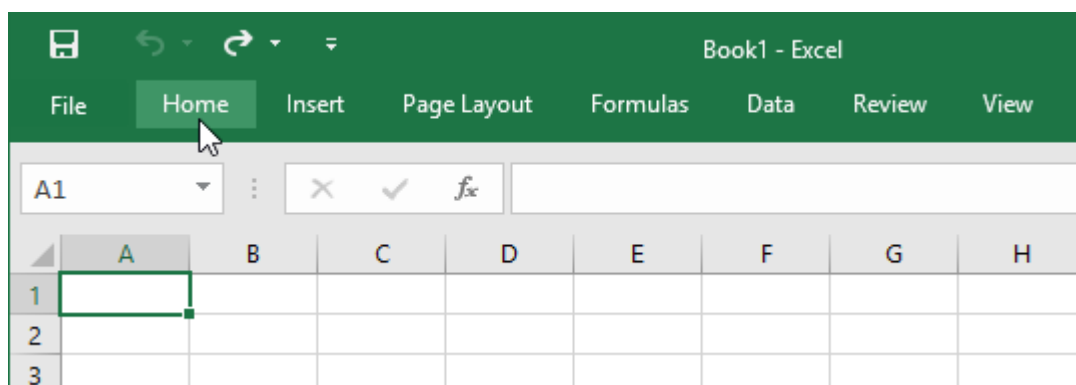 Book1 - Excel
File Home Insert Page Layout Formulas Data Review View
A1 fx
A B C D E F G H
1
2
3